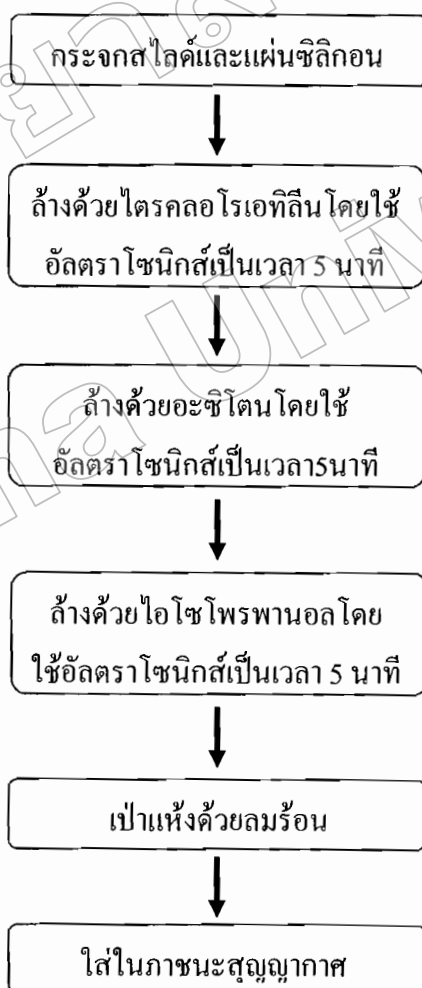 กระจกสไลด์และแผ่นซิลิกอน
ล้างด้วยไตรคลอโรเอทิลีนโดยใช้
อัลตราโซนิกส์เป็นเวลา 5 นาที
ล้างด้วยอะซิโตนโดยใช้
อัลตราโซนิกส์เป็นเวลา5นาที
ล้างด้วยไอโซโพรพานอลโดย
ใช้อัลตราโซนิกส์เป็นเวลา 5 นาที
เป่าแห้งด้วยลมร้อน
ใส่ในภาชนะสุญญากาศ